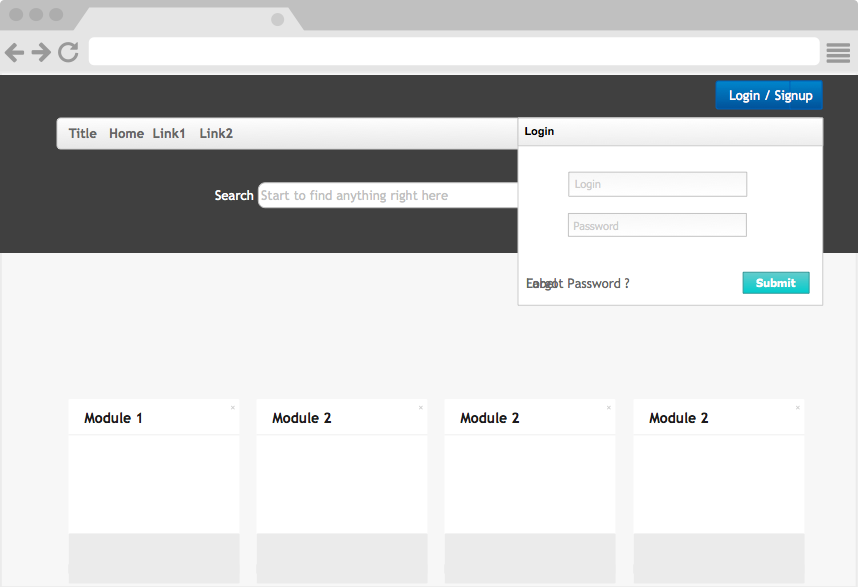 Login / Signup
Title Home Link1 Link2
Login
Search Start to find anything right here
Login
Password
Forgot Password ?
Label
Submit
Module 1 Module 2 Module 2 Module 2